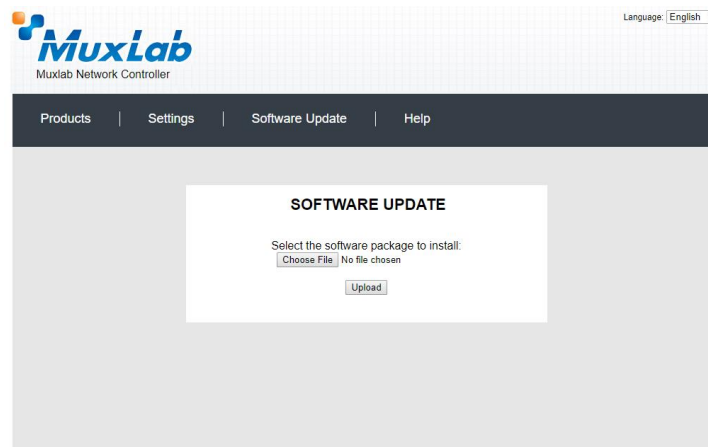 Language: English
MuxLab
Muxlab Network Controller
Products | Settings | Software Update | Help
SOFTWARE UPDATE
Select the software package to install:
Choose File No file chosen
Upload